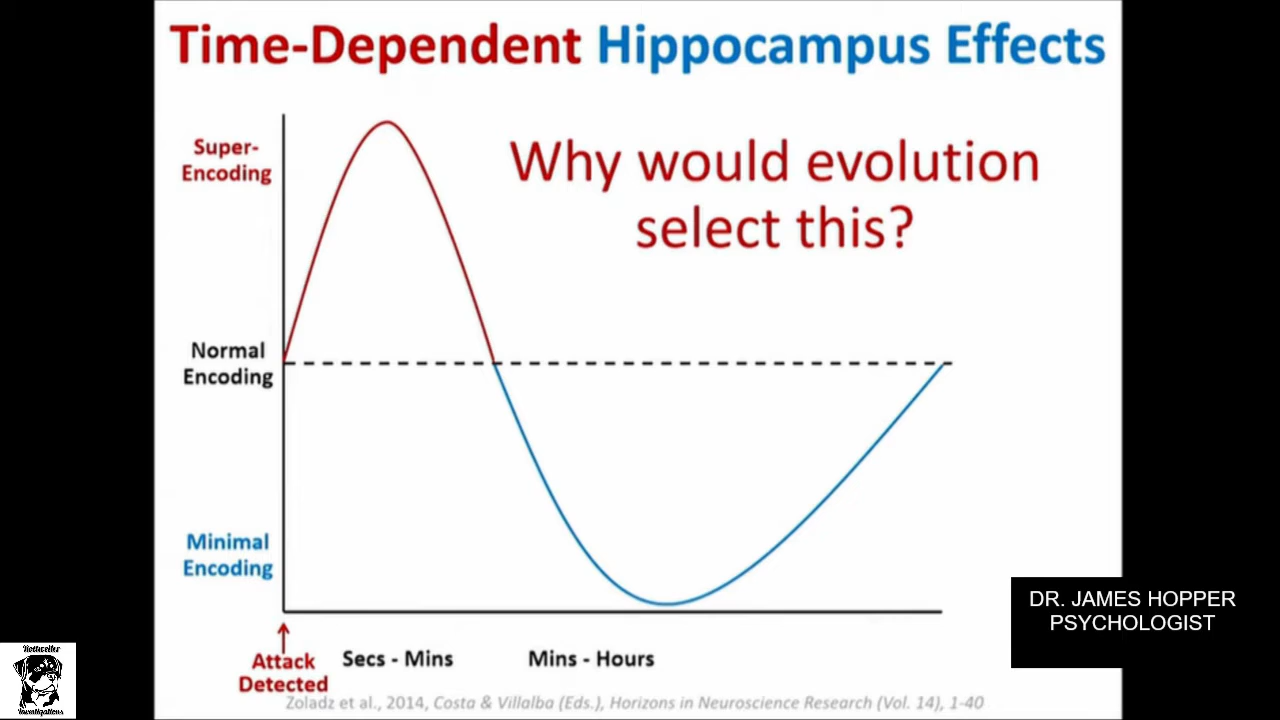 Time-Dependent Hippocampus Effects
Super-
Encoding
Why would evolution
select this?
Normal
Encoding
Minimal
Encoding
DR. JAMES HOPPER
PSYCHOLOGIST
Attack
Detected
Secs - Mins
Mins - Hours
Zoladz et al., 2014, Costa & Villalba (Eds.), Horizons in Neuroscience Research (Vol. 14), 1-40
Rottweiler
Investigations